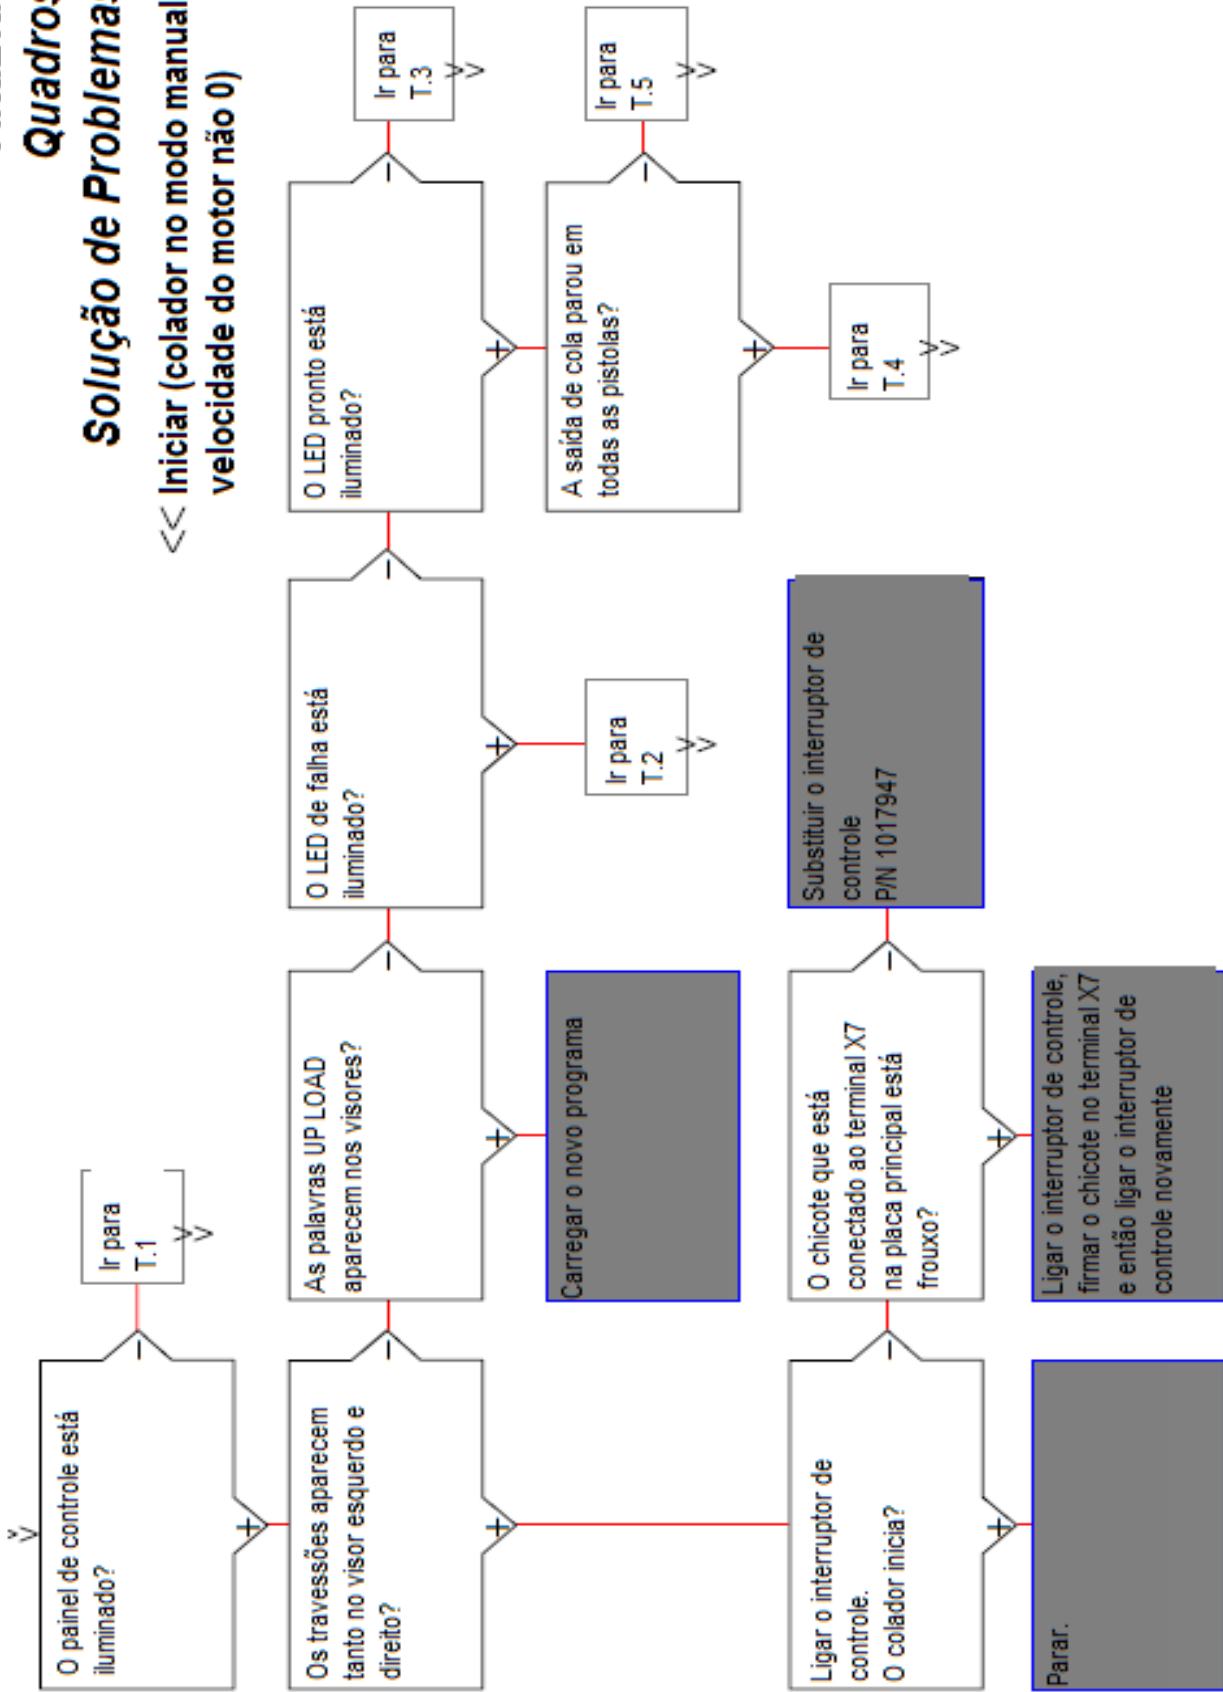 Quadros
Solução de Problemas
<< Iniciar (colador no modo manual
velocidade do motor não 0)
O painel de controle está
iluminado?
+
-
Ir para
T.1
Os travessões aparecem
tanto no visor esquerdo e
direito?
+
-
As palavras UP LOAD
aparecem nos visores?
+
-
Carregar o novo programa
O LED de falha está
iluminado?
+
-
Ir para
T.2
O LED pronto está
iluminado?
+
-
Ir para
T.3
A saída de cola parou em
todas as pistolas?
+
-
Ir para
T.5
Ir para
T.4
Ligar o interruptor de
controle.
O colador inicia?
+
-
Parar.
O chicote que está
conectado ao terminal X7
na placa principal está
frouxo?
+
-
Ligar o interruptor de controle,
firmar o chicote no terminal X7
e então ligar o interruptor de
controle novamente
Substituir o interruptor de
controle
P/N 1017947